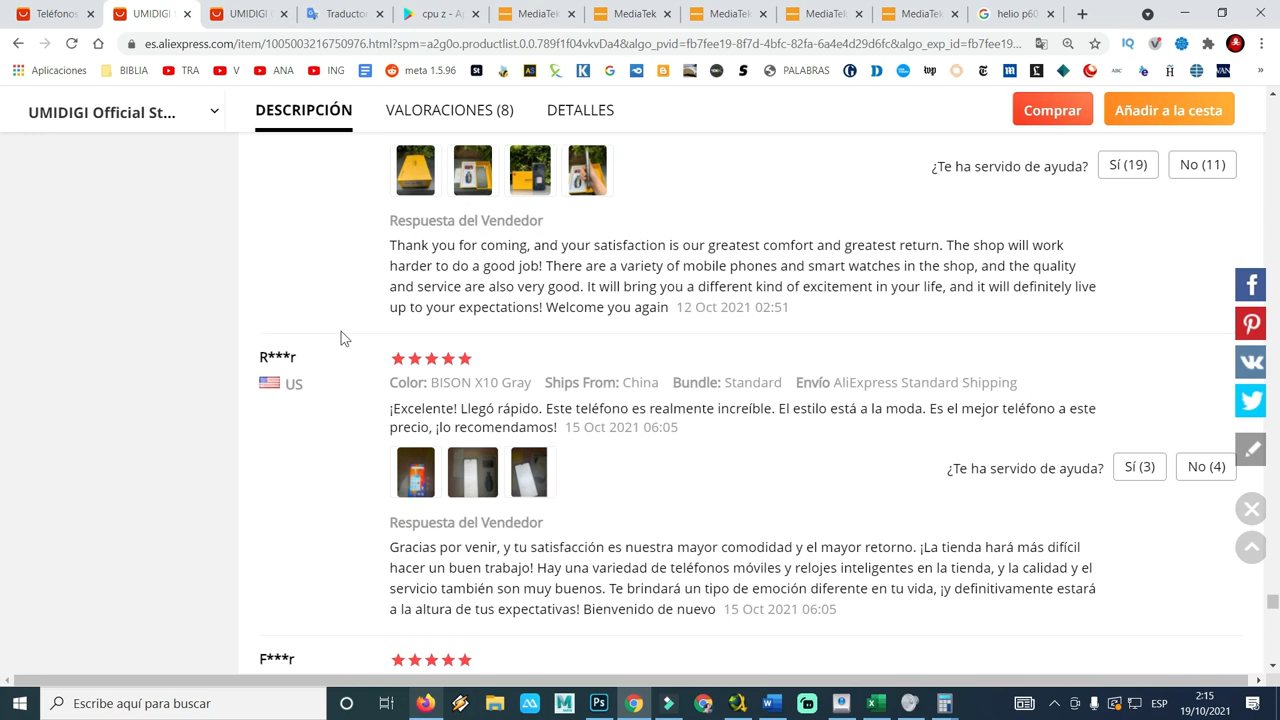 Teléfonos
UMIDIGI
UMIDIGI
Traductor
cpu z - Ap
MediaTek
MediaTek
MediaTek
MediaTek
MediaTek
helio p60
es.aliexpress.com/item/1005003216750976.html?spm=a2g0o.productlist.0.0.
Aplicaciones
BIBLIA
TRA
V
ANA
ING
meta 1.5.96
PALABRAS
UMIDIGI Official St...
DESCRIPCIÓN
VALORACIONES (8)
DETALLES
Comprar
Añadir a la cesta
¿Te ha servido de ayuda?
Sí (19)
No (11)
Respuesta del Vendedor
Thank you for coming, and your satisfaction is our greatest comfort and greatest return. The shop will work
harder to do a good job! There are a variety of mobile phones and smart watches in the shop, and the quality
and service are also very good. It will bring you a different kind of excitement in your life, and it will definitely live
up to your expectations! Welcome you again 12 Oct 2021 02:51
R***r
US
Color: BISON X10 Gray Ships From: China Bundle: Standard Envío AliExpress Standard Shipping
¡Excelente! Llegó rápido. Este teléfono es realmente increíble. El estilo está a la moda. Es el mejor teléfono a este
precio, ¡lo recomendamos! 15 Oct 2021 06:05
¿Te ha servido de ayuda?
Sí (3)
No (4)
Respuesta del Vendedor
Gracias por venir, y tu satisfacción es nuestra mayor comodidad y el mayor retorno. ¡La tienda hará más difícil
hacer un buen trabajo! Hay una variedad de teléfonos móviles y relojes inteligentes en la tienda, y la calidad y el
servicio también son muy buenos. Te brindará un tipo de emoción diferente en tu vida, ¡y definitivamente estará
a la altura de tus expectativas! Bienvenido de nuevo 15 Oct 2021 06:05
F***r
Escribe aquí para buscar
ESP
2:15
19/10/2021